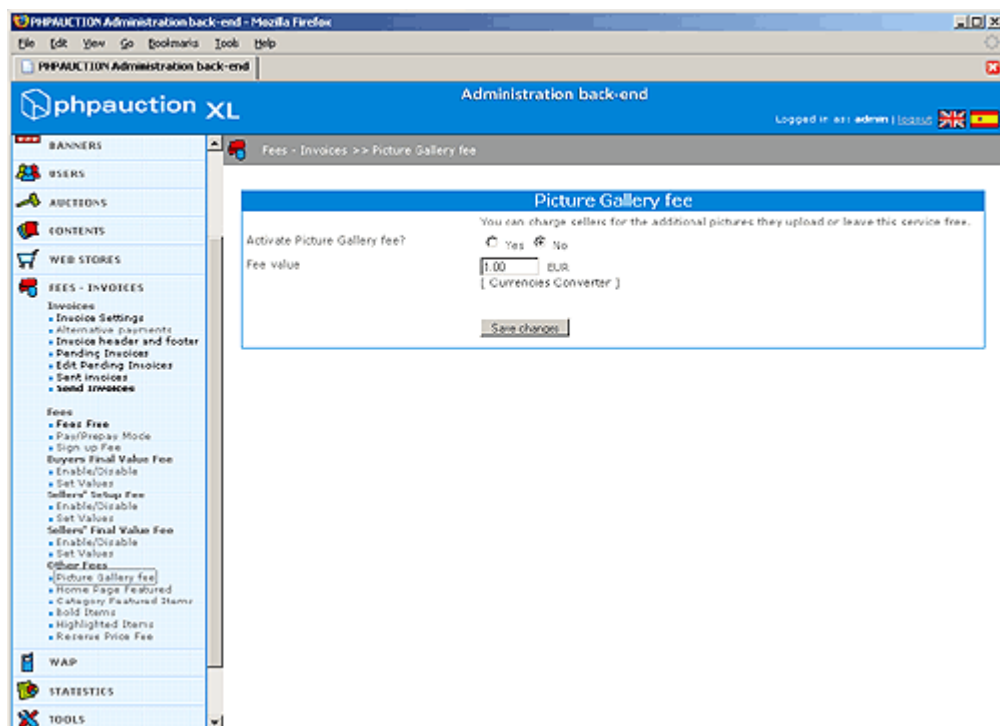 PHPAUCTION Administration back-end - Mozilla Firefox
File Edit View Go Bookmarks Tools Help
PHPAUCTION Administration back-end
phpauction XL
Administration back-end
Logged in as: admin | logout
BANNERS
USERS
AUCTIONS
CONTENTS
WEB STORES
FEES - INVOICES
Invoices
Invoice Settings
Alternative payments
Invoice header and footer
Pending Invoices
Edit Pending Invoices
Sent invoices
Send Invoices
Fees
Fees Free
Pay/Prepay Mode
Sign up Fee
Buyers Final Value Fee
Enable/Disable
Set Values
Sellers' Setup Fee
Enable/Disable
Set Values
Sellers' Final Value Fee
Enable/Disable
Set Values
Other Fees
Picture Gallery fee
Home Page Featured
Category Featured Items
Bold Items
Highlighted Items
Reserve Price Fee
WAP
STATISTICS
TOOLS
Fees - Invoices >> Picture Gallery fee
Picture Gallery fee
You can charge sellers for the additional pictures they upload or leave this service free.
Activate Picture Gallery fee? Yes No
Fee value 1.00 EUR
[ Currencies Converter ]
Save changes